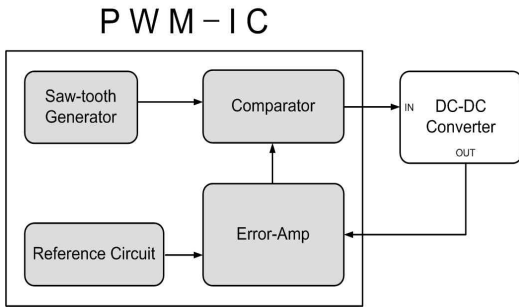 PWM-IC
Saw-tooth
Generator
Comparator
IN
DC-DC
Converter
OUT
Reference Circuit
Error-Amp